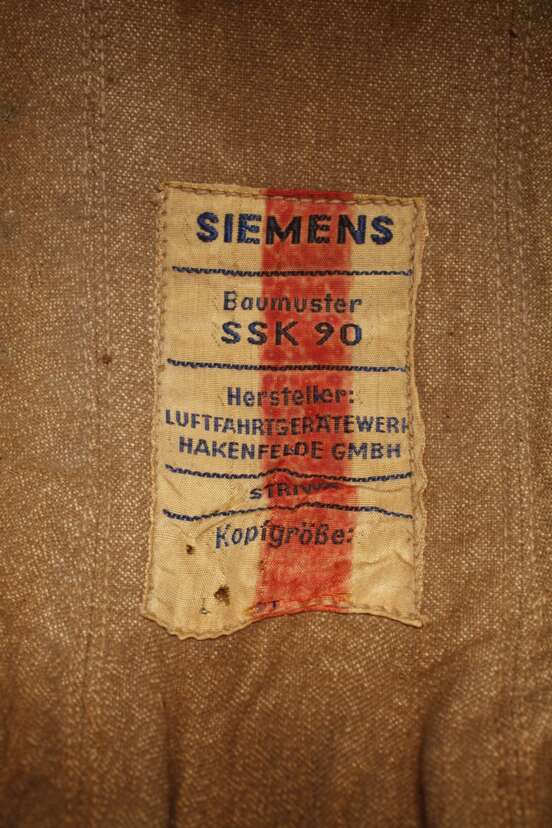 SIEMENS
Baumuster
SSK 90
Hersteller:
LUFTFAHRTGERÄTEWERK
HAKENFELDE GMBH
Kopfgröße: